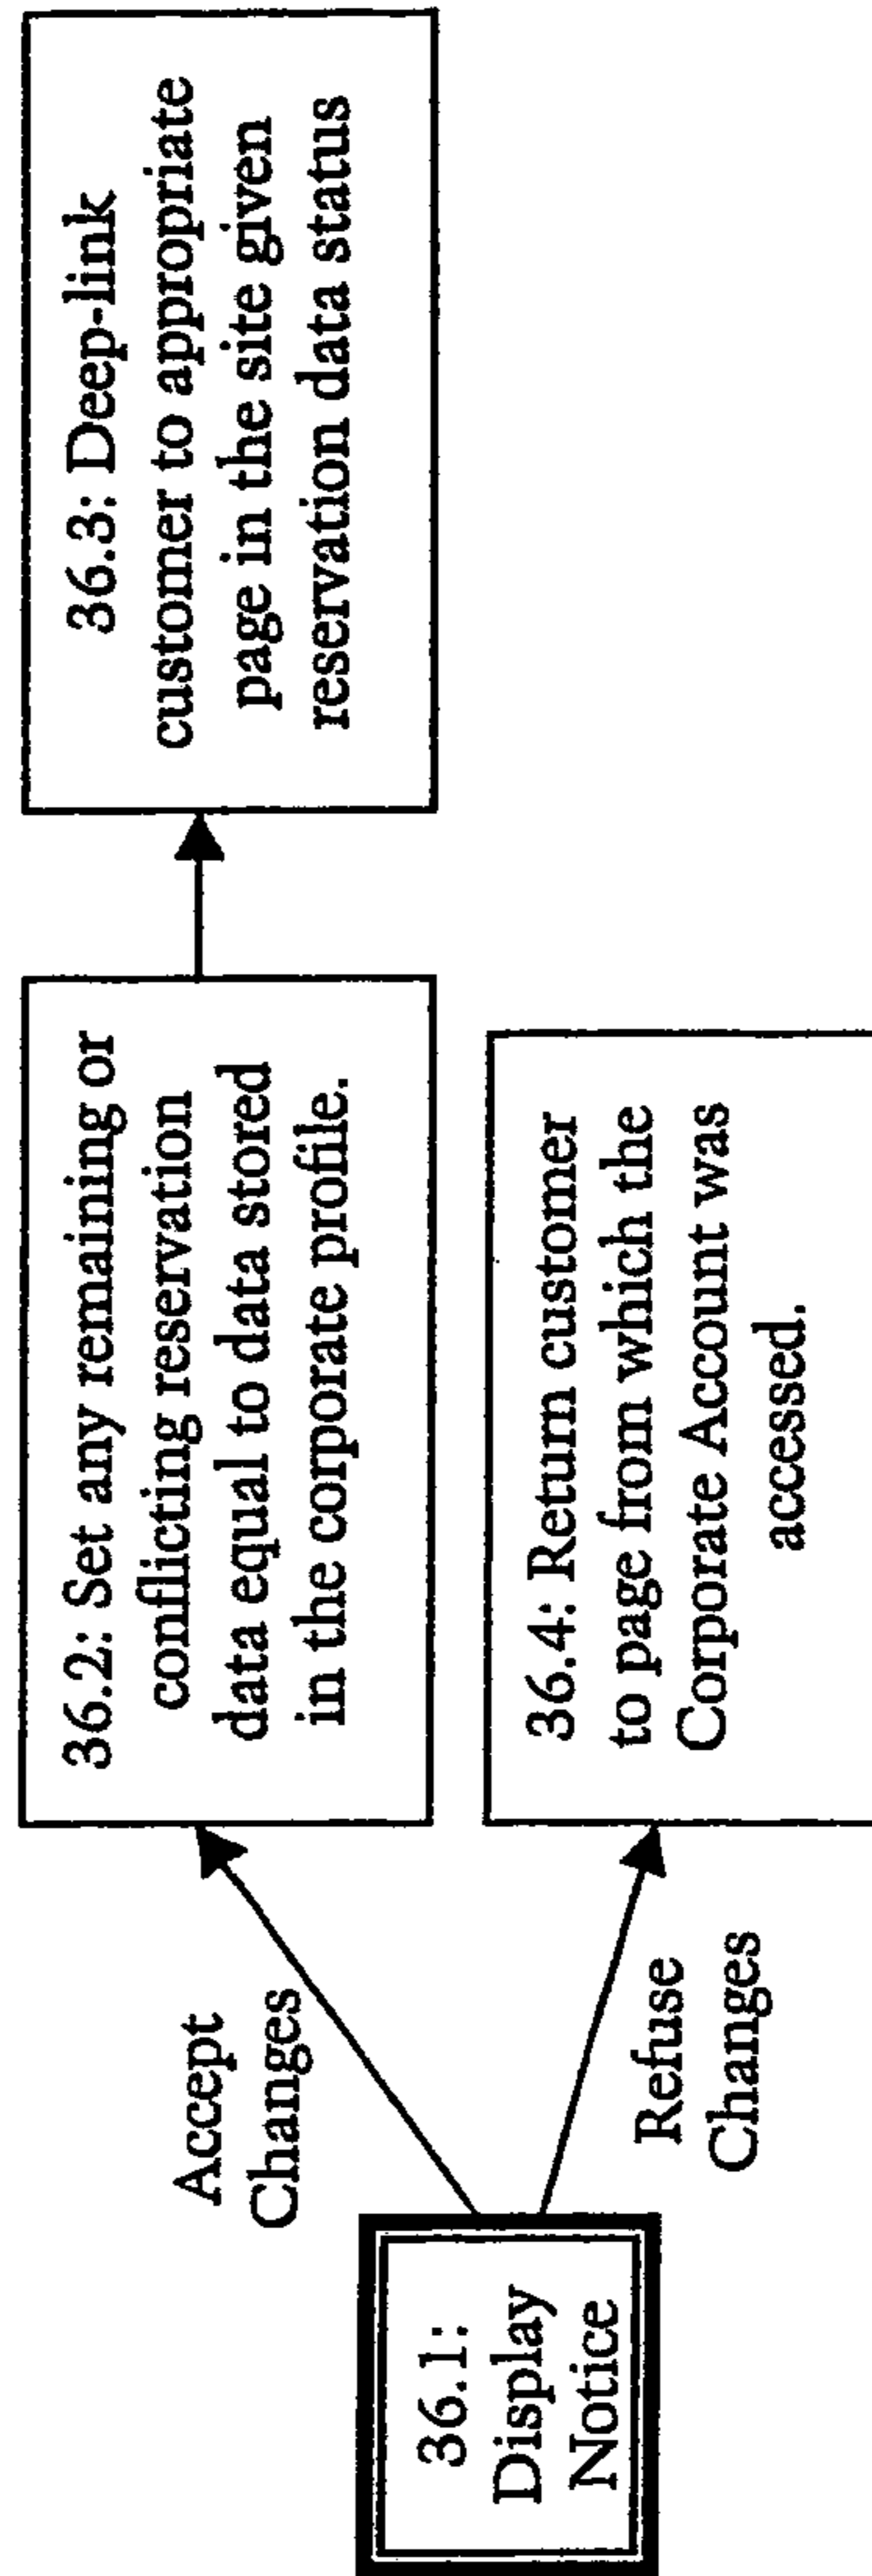 36.1:
Display
Notice
Accept
Changes
Refuse
Changes
36.2: Set any remaining or
conflicting reservation
data equal to data stored
in the corporate profile.
36.3: Deep-link
customer to appropriate
page in the site given
reservation data status
36.4: Return customer
to page from which the
Corporate Account was
accessed.